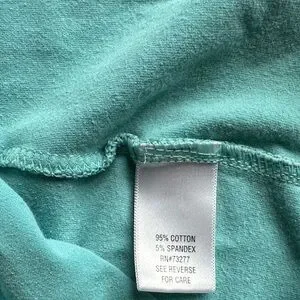 95% COTTON
5% SPANDEX
RN#73277
SEE REVERSE
FOR CARE